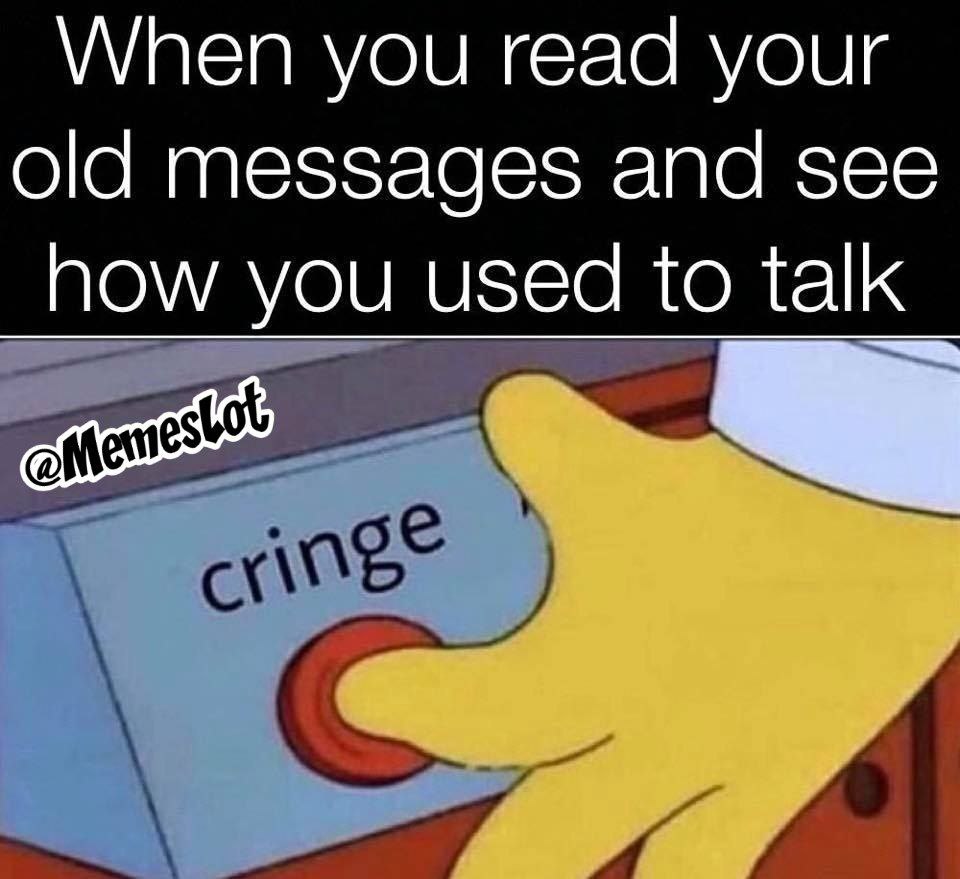 When you read your
old messages and see
how you used to talk
@MemesLot
cringe